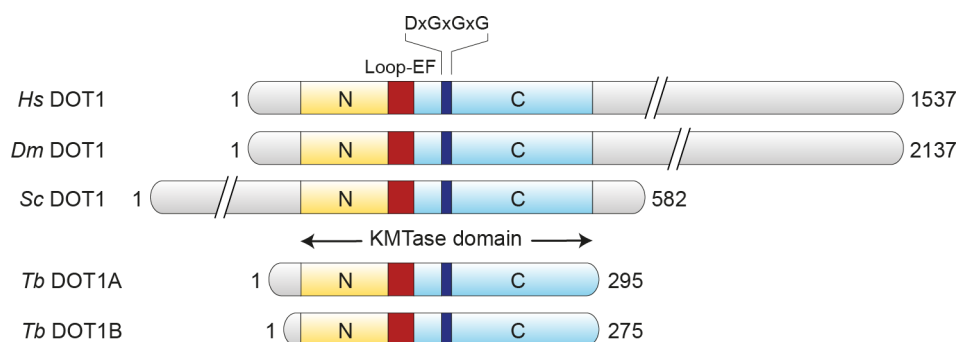 DxGxGxG
Loop-EF
Hs DOT1 1 N C 1537
Dm DOT1 1 N C 2137
Sc DOT1 1 N C 582
KMTase domain
Tb DOT1A 1 N C 295
Tb DOT1B 1 N C 275